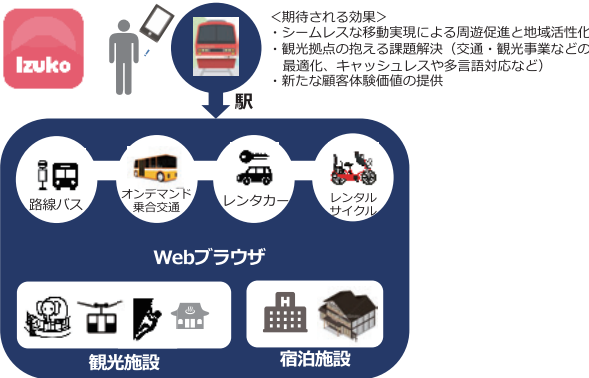 Izuko
＜期待される効果＞
・シームレスな移動実現による周遊促進と地域活性化
・観光拠点の抱える課題解決（交通・観光事業などの
最適化、キャッシュレスや多言語対応など）
・新たな顧客体験価値の提供
駅
路線バス
オンデマンド
乗合交通
レンタカー
レンタル
サイクル
Webブラウザ
H
観光施設
宿泊施設